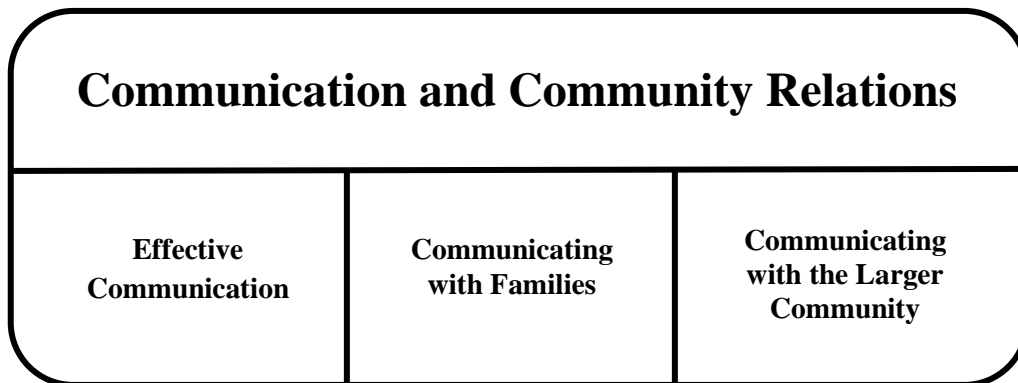 Communication and Community Relations
Effective
Communication
Communicating
with Families
Communicating
with the Larger
Community